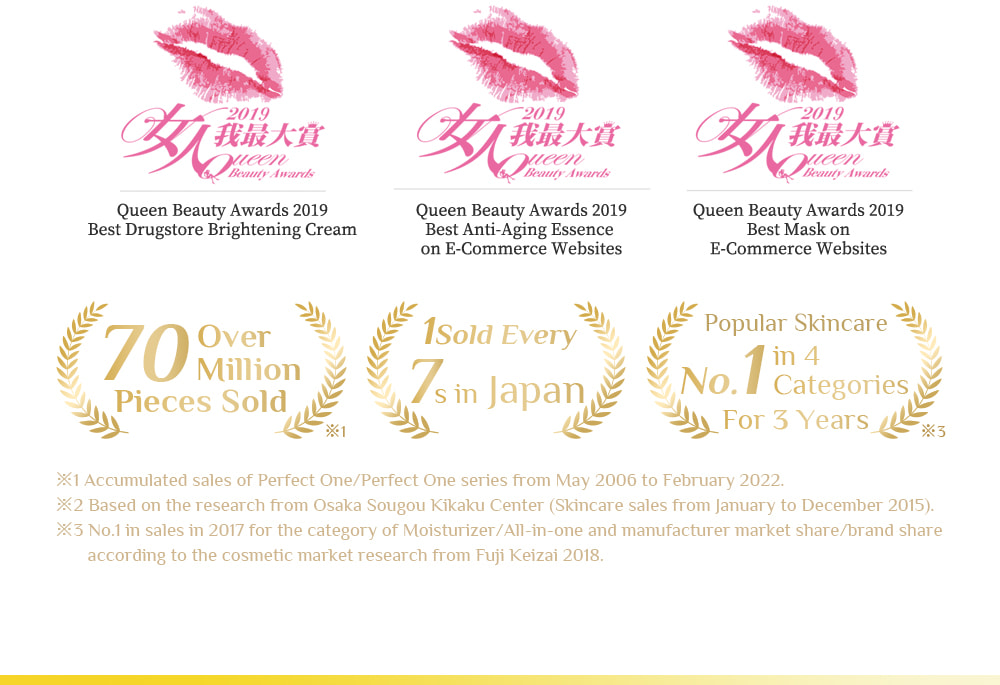 2019
女人我最大賞
Queen
Beauty Awards
Queen Beauty Awards 2019
Best Drugstore Brightening Cream
2019
女人我最大賞
Queen
Beauty Awards
Queen Beauty Awards 2019
Best Anti-Aging Essence
on E-Commerce Websites
2019
女人我最大賞
Queen
Beauty Awards
Queen Beauty Awards 2019
Best Mask on
E-Commerce Websites
70 Over
Million
Pieces Sold
※1
1Sold Every
7s in Japan
Popular Skincare
No.1 in 4
Categories
For 3 Years
※3
※1 Accumulated sales of Perfect One/Perfect One series from May 2006 to February 2022.
※2 Based on the research from Osaka Sougou Kikaku Center (Skincare sales from January to December 2015).
※3 No.1 in sales in 2017 for the category of Moisturizer/All-in-one and manufacturer market share/brand share
according to the cosmetic market research from Fuji Keizai 2018.